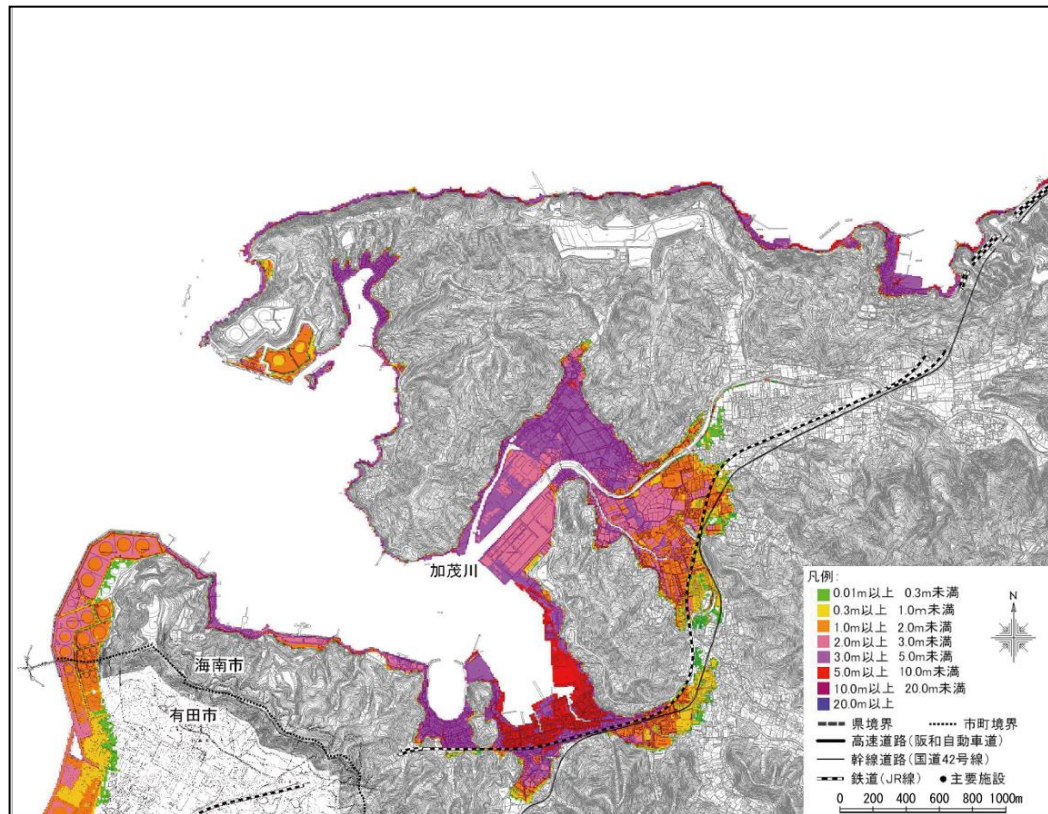 加茂川
海南市
有田市
凡例:
0.01m以上 0.3m未満
0.3m以上 1.0m未満
1.0m以上 2.0m未満
2.0m以上 3.0m未満
3.0m以上 5.0m未満
5.0m以上 10.0m未満
10.0m以上 20.0m未満
20.0m以上
県境界 市町境界
高速道路(阪和自動車道)
幹線道路(国道42号線)
鉄道(JR線) 主要施設
N
0 200 400 600 800 1000m